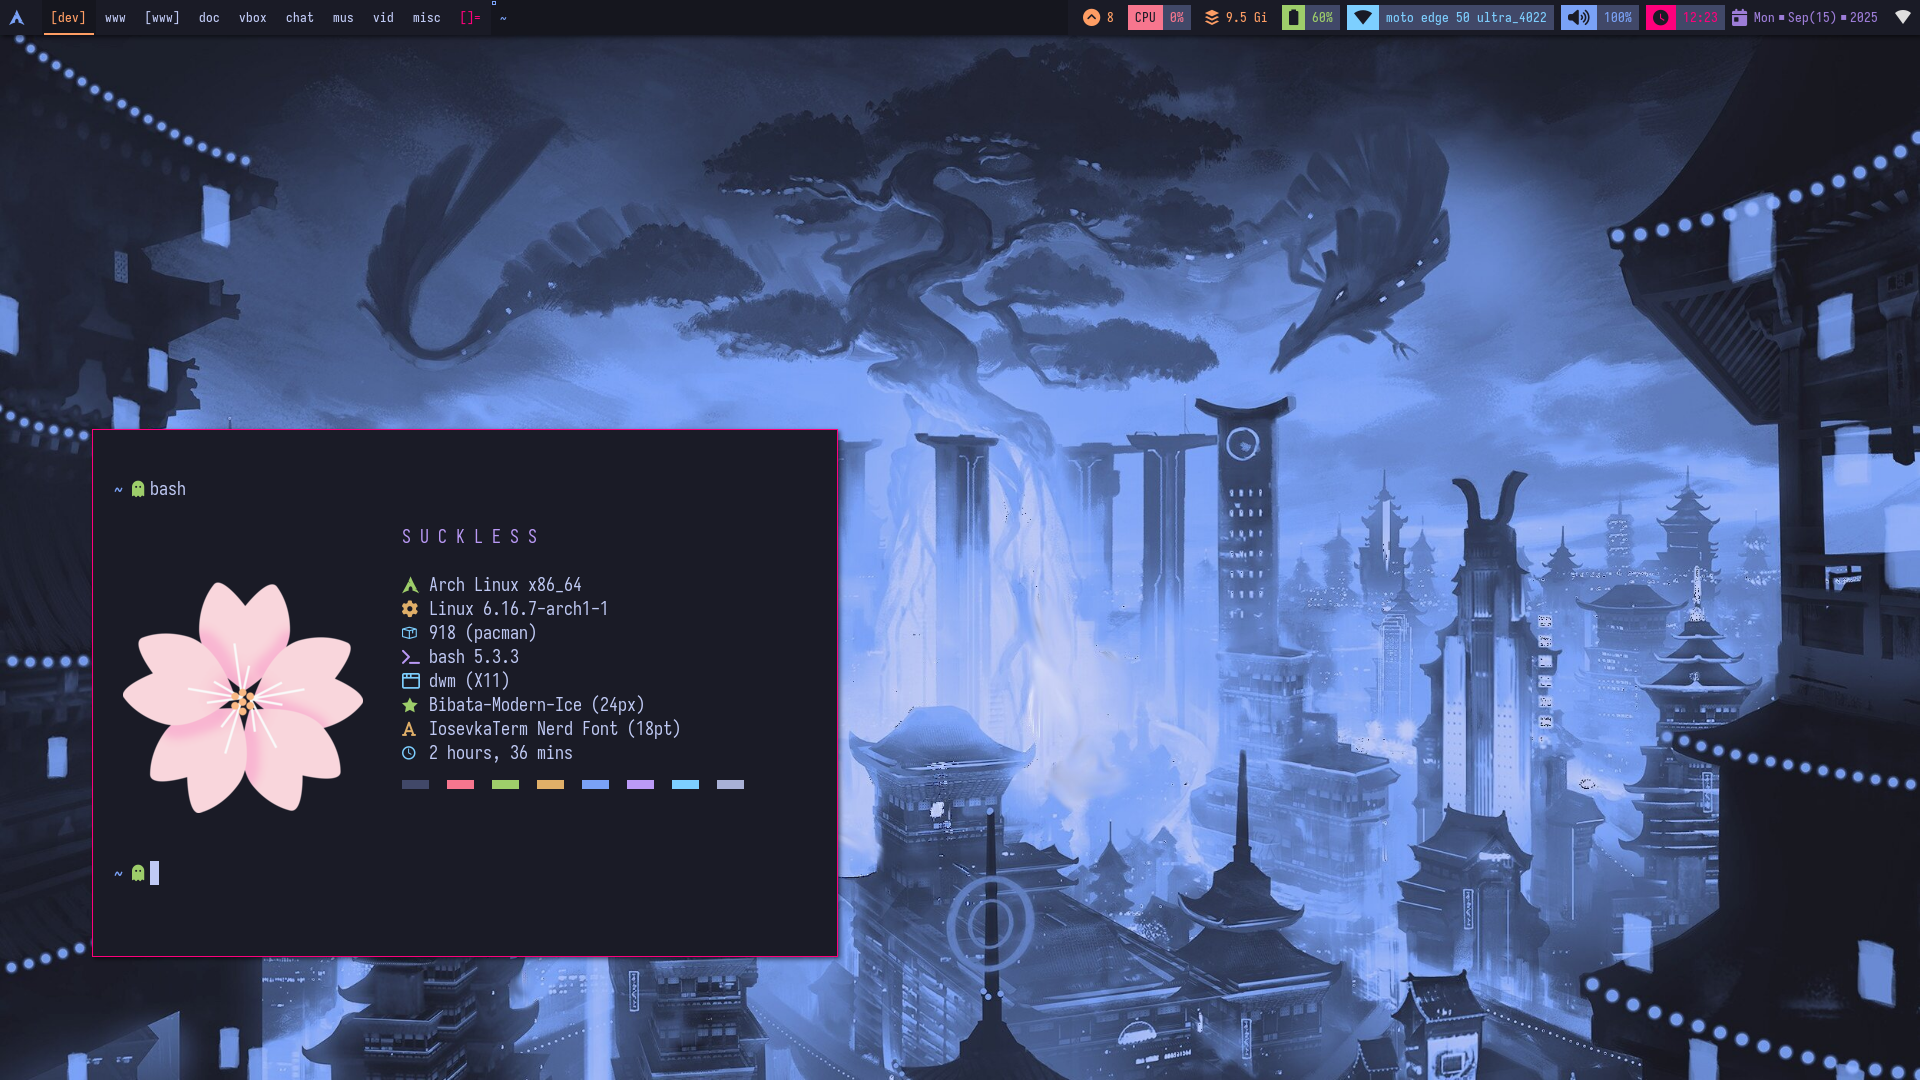 [dev] www [www] doc vbox chat mus vid misc []= ~
8 CPU 0% 9.5 Gi 60% moto edge 50 ultra_4022 100% 12:23 Mon Sep(15) 2025
~ bash
SUCKLESS
Arch Linux x86_64
Linux 6.16.7-arch1-1
918 (pacman)
bash 5.3.3
dwm (X11)
Bibata-Modern-Ice (24px)
IosevkaTerm Nerd Font (18pt)
2 hours, 36 mins
~